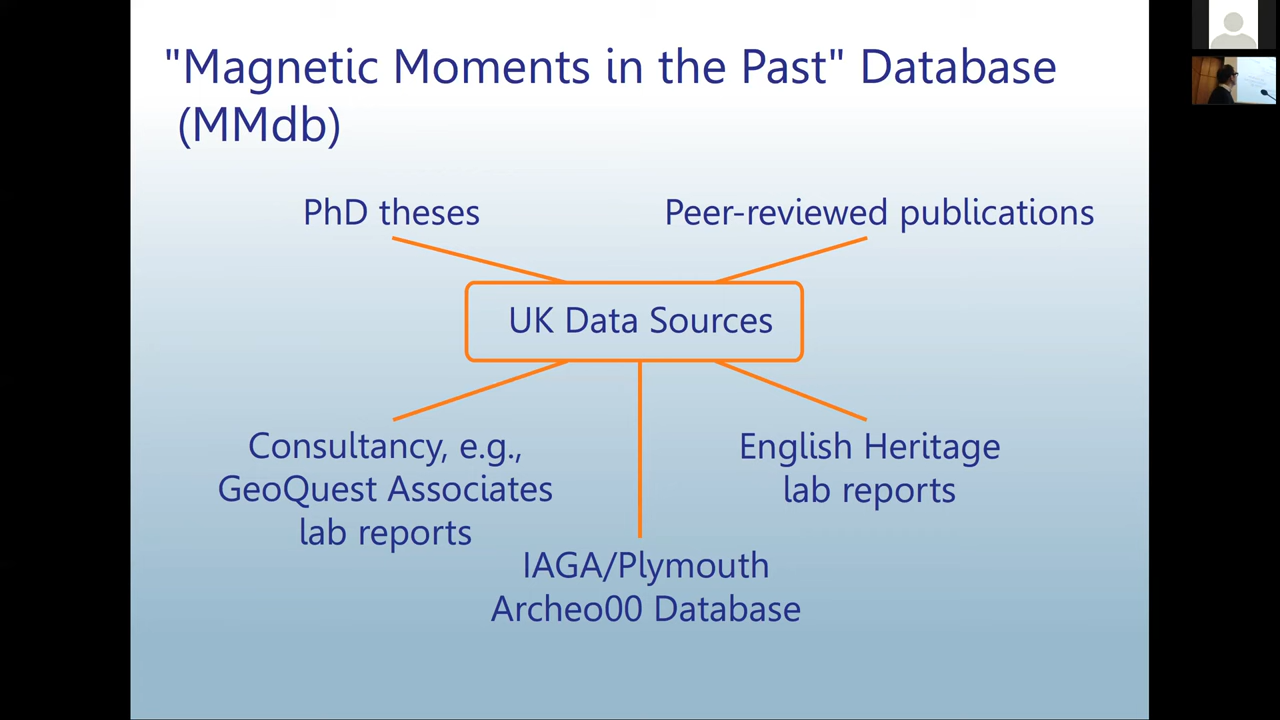 "Magnetic Moments in the Past" Database
(MMdb)
PhD theses
Peer-reviewed publications
UK Data Sources
Consultancy, e.g.,
GeoQuest Associates
lab reports
English Heritage
lab reports
IAGA/Plymouth
Archeo00 Database